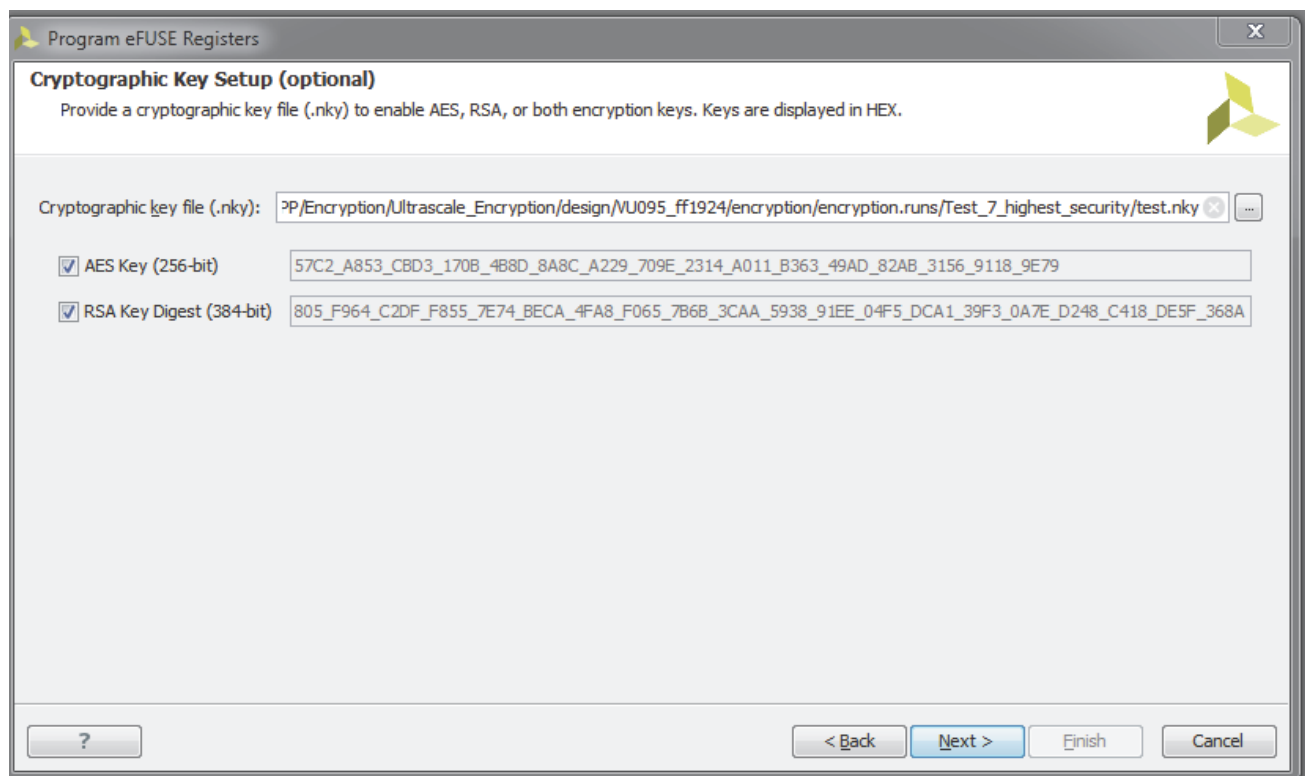 Program eFUSE Registers
Cryptographic Key Setup (optional)
Provide a cryptographic key file (.nky) to enable AES, RSA, or both encryption keys. Keys are displayed in HEX.
Cryptographic key file (.nky): PP/Encryption/Ultrascale_Encryption/design/VU095_ff1924/encryption/encryption.runs/Test_7_highest_security/test.nky ...
AES Key (256-bit) 57C2_A853_CBD3_170B_4B8D_8A8C_A229_709E_2314_A011_B363_49AD_82AB_3156_9118_9E79
RSA Key Digest (384-bit) 805_F964_C2DF_F855_7E74_BECA_4FA8_F065_7B6B_3CAA_5938_91EE_04F5_DCA1_39F3_0A7E_D248_C418_DE5F_368A
? < Back Next > Finish Cancel